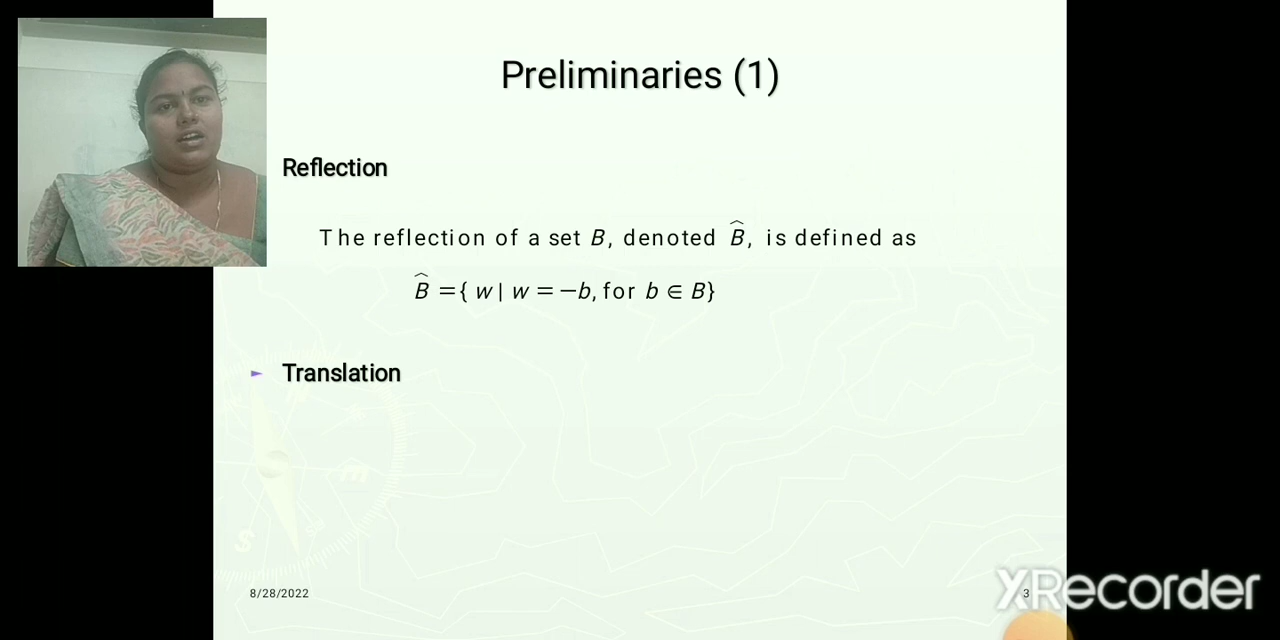 Preliminaries (1)
Reflection
The reflection of a set B, denoted B̂, is defined as
B̂ = { w | w = −b, for b ∈ B}
► Translation
8/28/2022
3
XRecorder